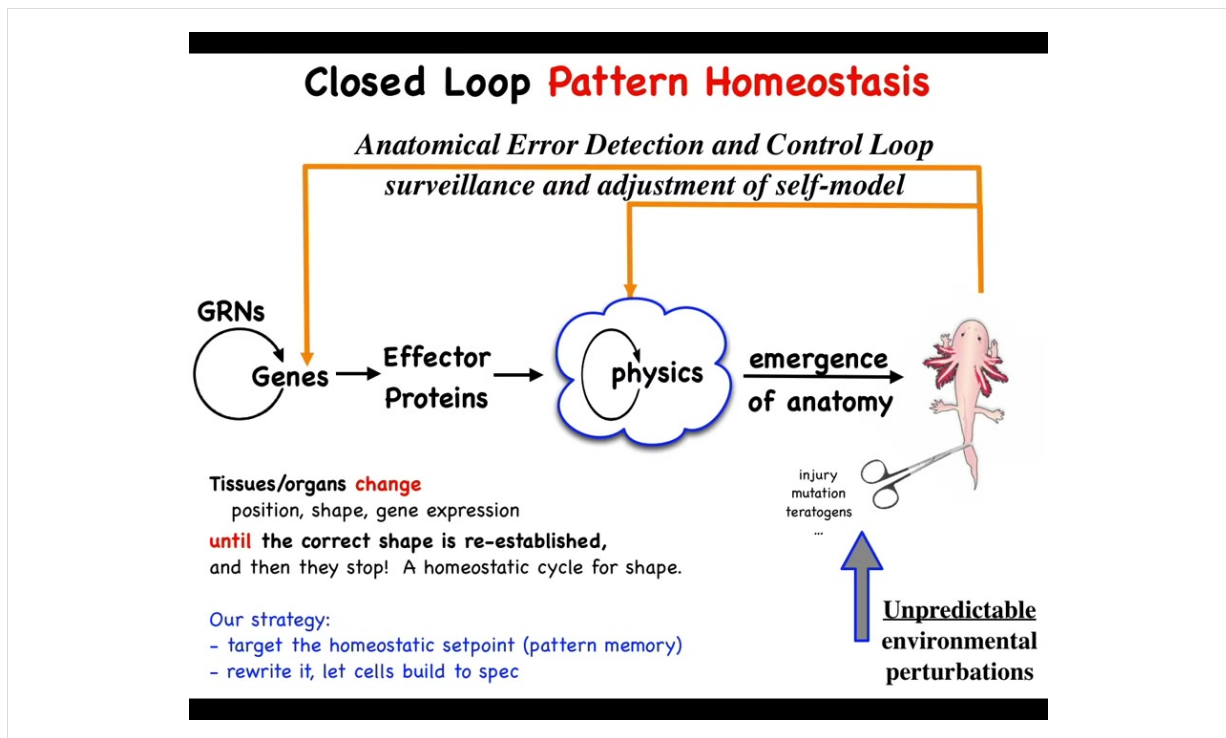 Closed Loop Pattern Homeostasis
Anatomical Error Detection and Control Loop
surveillance and adjustment of self-model
GRNs
Genes
Effector
Proteins
physics
emergence
of anatomy
injury
mutation
teratogens
...
Tissues/organs change
position, shape, gene expression
until the correct shape is re-established,
and then they stop! A homeostatic cycle for shape.
Our strategy:
- target the homeostatic setpoint (pattern memory)
- rewrite it, let cells build to spec
Unpredictable
environmental
perturbations